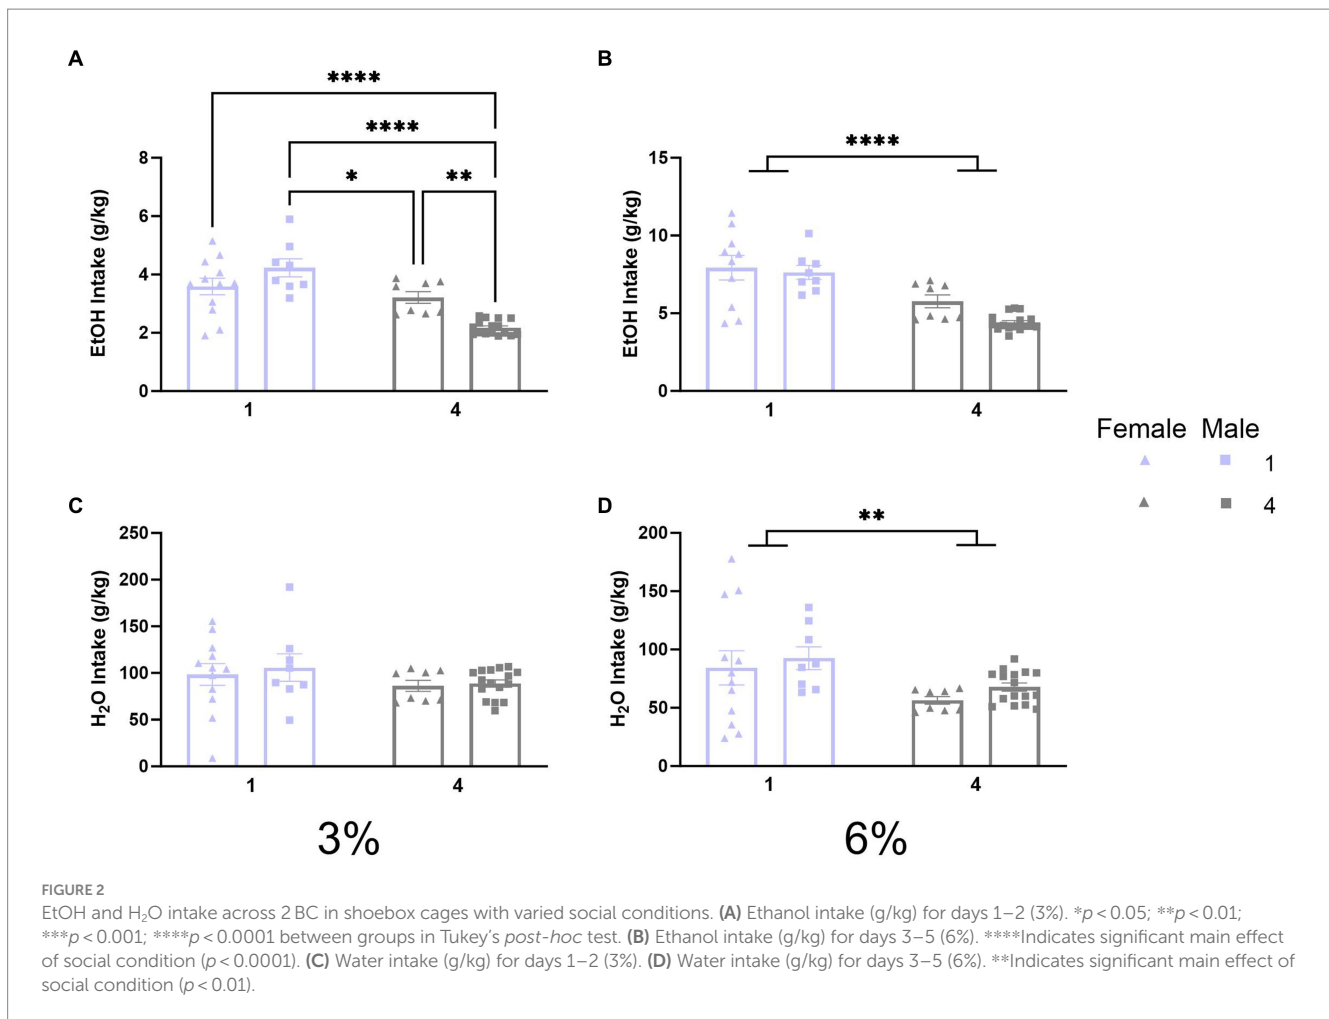 A
****
****
*
**
8
6
4
2
0
EtOH Intake (g/kg)
1
4
B
****
15
10
5
0
EtOH Intake (g/kg)
1
4
Female Male
1
4
C
250
200
150
100
50
0
H₂O Intake (g/kg)
1
4
3%
D
**
200
150
100
50
0
H₂O Intake (g/kg)
1
4
6%
FIGURE 2
EtOH and H₂O intake across 2 BC in shoebox cages with varied social conditions. (A) Ethanol intake (g/kg) for days 1–2 (3%). *p < 0.05; **p < 0.01;
***p < 0.001; ****p < 0.0001 between groups in Tukey's post-hoc test. (B) Ethanol intake (g/kg) for days 3–5 (6%). ****Indicates significant main effect
of social condition (p < 0.0001). (C) Water intake (g/kg) for days 1–2 (3%). (D) Water intake (g/kg) for days 3–5 (6%). **Indicates significant main effect of
social condition (p < 0.01).